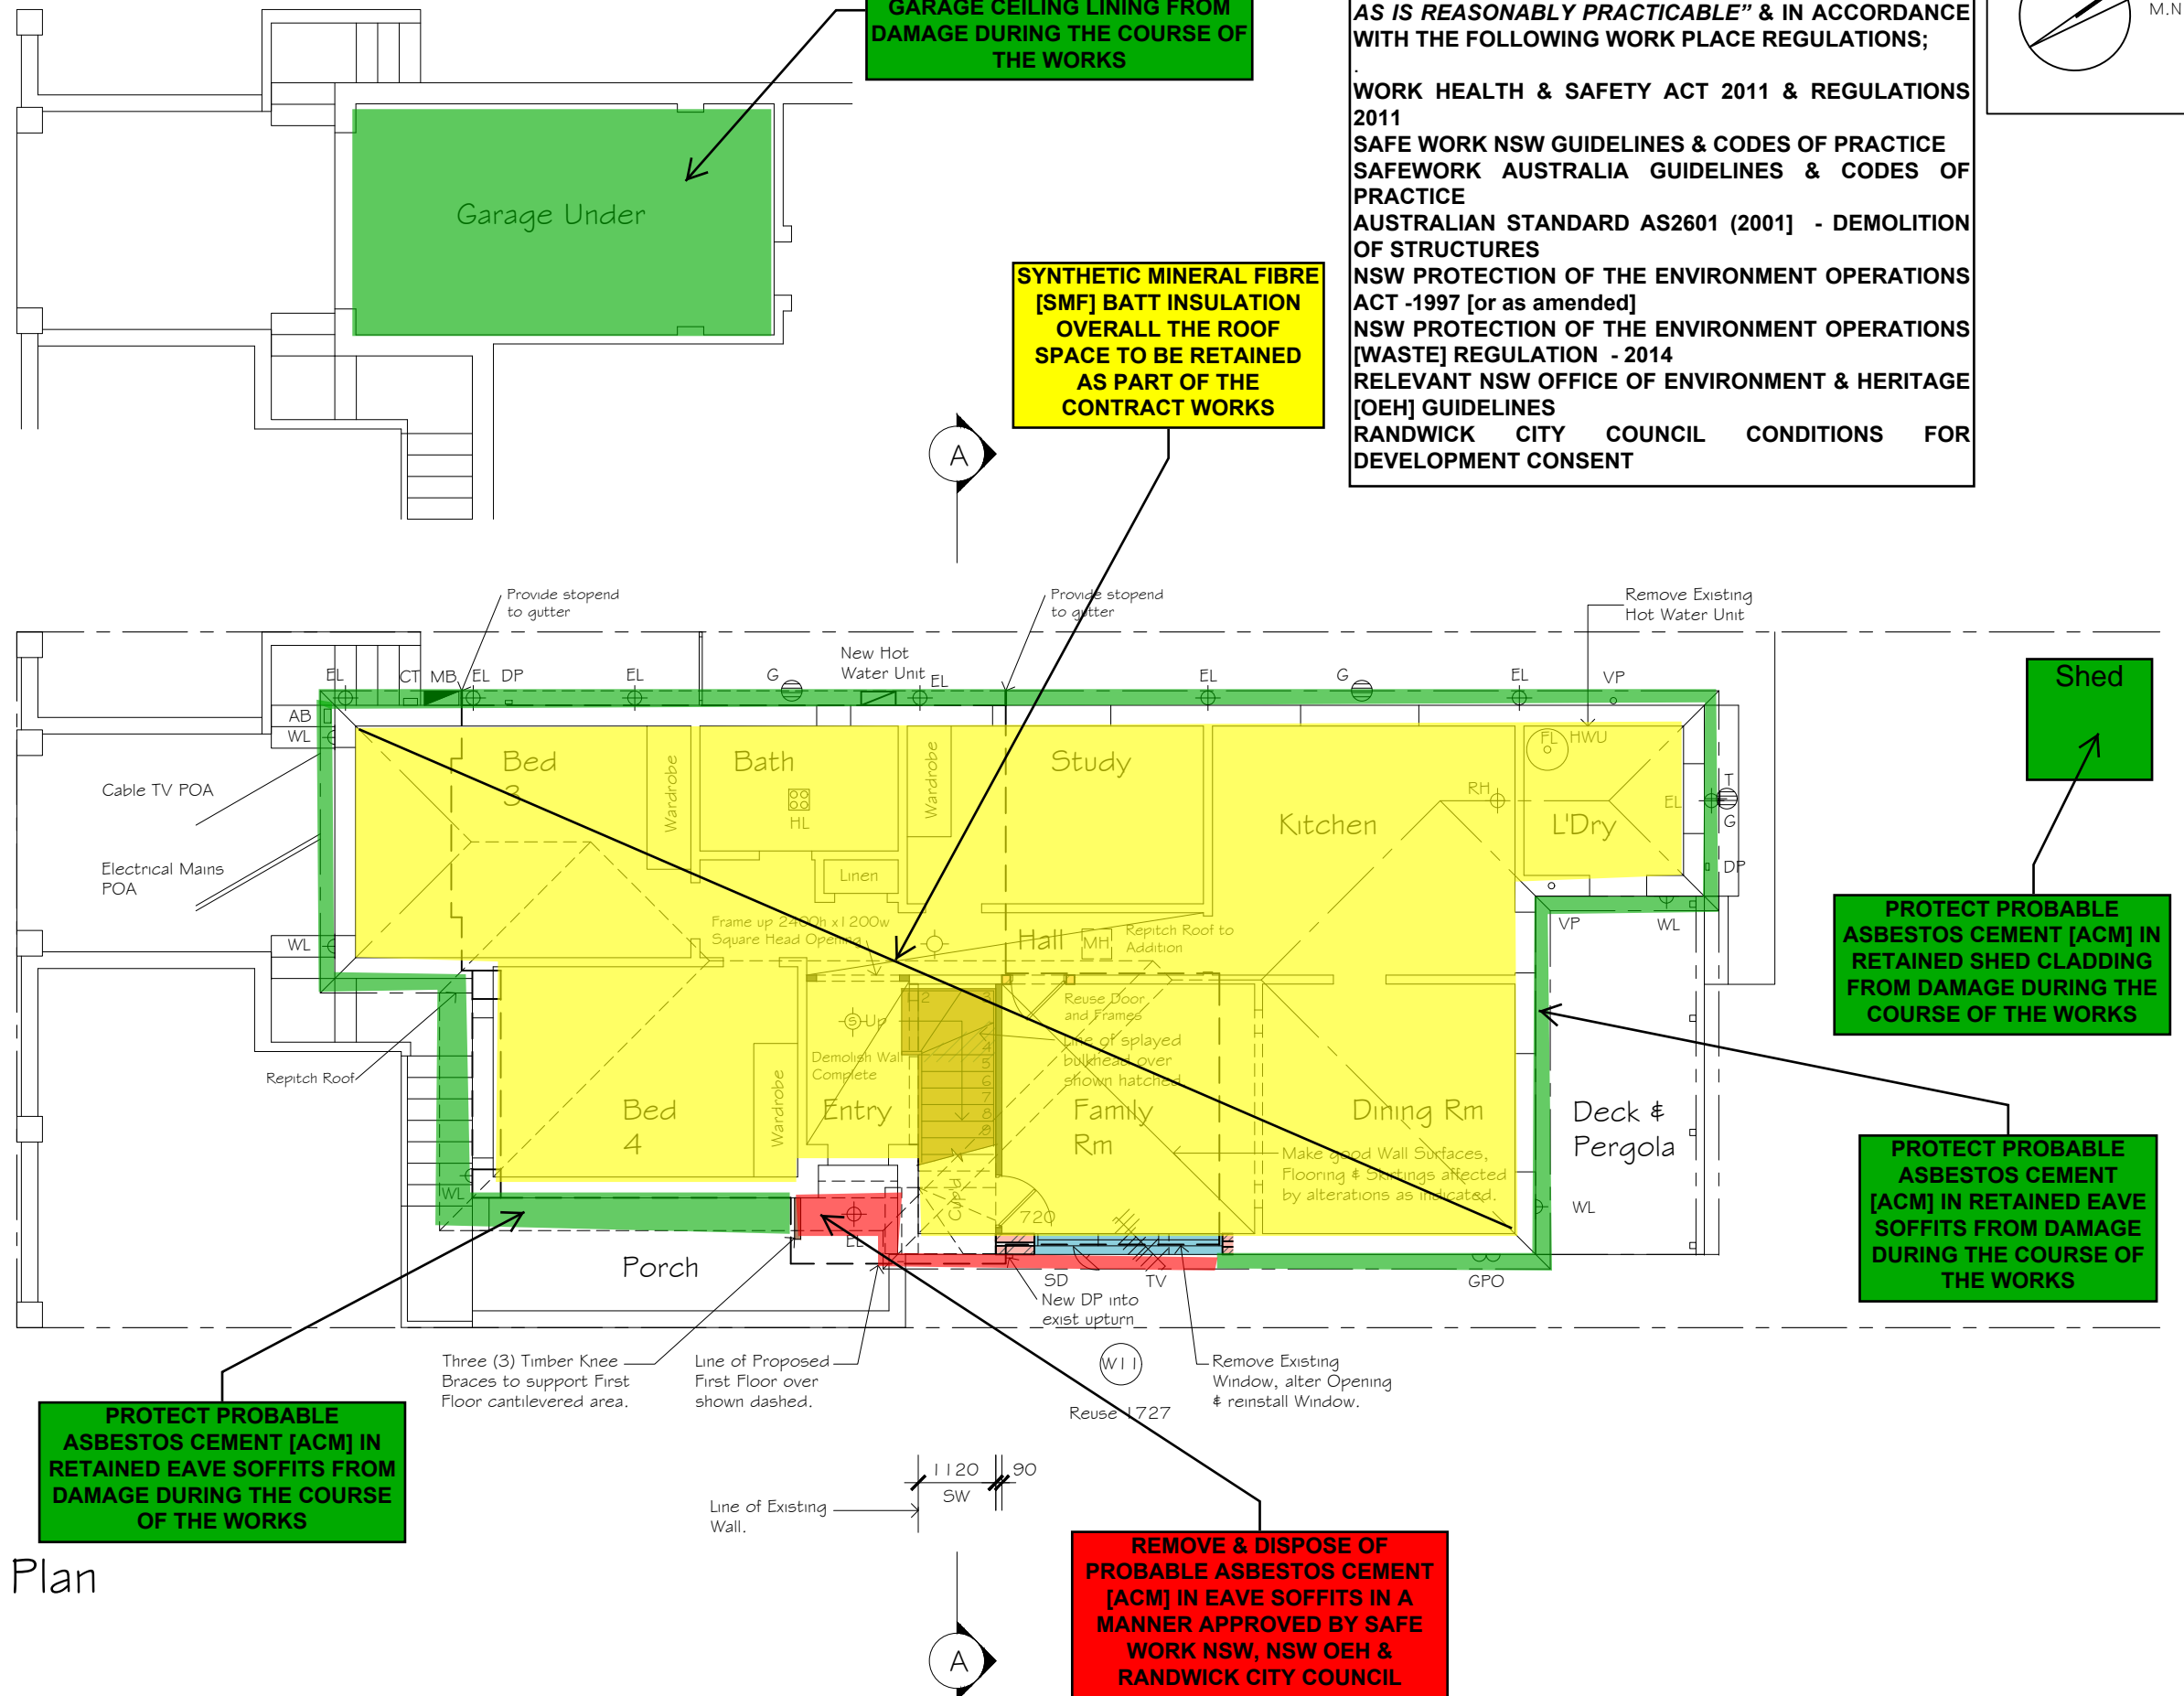 GARAGE CEILING LINING FROM
DAMAGE DURING THE COURSE OF
THE WORKS
AS IS REASONABLY PRACTICABLE” & IN ACCORDANCE
WITH THE FOLLOWING WORK PLACE REGULATIONS;
.
WORK HEALTH & SAFETY ACT 2011 & REGULATIONS
2011
SAFE WORK NSW GUIDELINES & CODES OF PRACTICE
SAFEWORK AUSTRALIA GUIDELINES & CODES OF
PRACTICE
AUSTRALIAN STANDARD AS2601 (2001] - DEMOLITION
OF STRUCTURES
NSW PROTECTION OF THE ENVIRONMENT OPERATIONS
ACT -1997 [or as amended]
NSW PROTECTION OF THE ENVIRONMENT OPERATIONS
[WASTE] REGULATION - 2014
RELEVANT NSW OFFICE OF ENVIRONMENT & HERITAGE
[OEH] GUIDELINES
RANDWICK CITY COUNCIL CONDITIONS FOR
DEVELOPMENT CONSENT
M.N
Garage Under
SYNTHETIC MINERAL FIBRE
[SMF] BATT INSULATION
OVERALL THE ROOF
SPACE TO BE RETAINED
AS PART OF THE
CONTRACT WORKS
A
Provide stopend
to gutter
Provide stopend
to gutter
Remove Existing
Hot Water Unit
New Hot
Water Unit
EL
CT
MB
EL
DP
EL
G
EL
EL
G
EL
VP
Shed
AB
WL
Bed
3
Wardrobe
Bath
HL
Wardrobe
Study
Kitchen
RH
FL
HWU
L'Dry
EL
T
G
DP
Cable TV POA
Electrical Mains
POA
Linen
WL
Frame up 2400h x1200w
Square Head Opening
Hall
MH
Repitch Roof to
Addition
VP
WL
PROTECT PROBABLE
ASBESTOS CEMENT [ACM] IN
RETAINED SHED CLADDING
FROM DAMAGE DURING THE
COURSE OF THE WORKS
2
3
4
5
6
7
8
9
S
Up
Reuse Door
and Frames
Line of splayed
bulkhead over
shown hatched
Demolish Wall
Complete
Repitch Roof
Bed
4
Wardrobe
Entry
Family
Rm
Dining Rm
Deck &
Pergola
Make good Wall Surfaces,
Flooring & Skirtings affected
by alterations as indicated.
PROTECT PROBABLE
ASBESTOS CEMENT
[ACM] IN RETAINED EAVE
SOFFITS FROM DAMAGE
DURING THE COURSE OF
THE WORKS
WL
Cup'd
720
WL
EL
Porch
SD
TV
GPO
New DP into
exist upturn
Three (3) Timber Knee
Braces to support First
Floor cantilevered area.
Line of Proposed
First Floor over
shown dashed.
W11
Remove Existing
Window, alter Opening
& reinstall Window.
Reuse 1727
PROTECT PROBABLE
ASBESTOS CEMENT [ACM] IN
RETAINED EAVE SOFFITS FROM
DAMAGE DURING THE COURSE
OF THE WORKS
1120
90
SW
Line of Existing
Wall.
REMOVE & DISPOSE OF
PROBABLE ASBESTOS CEMENT
[ACM] IN EAVE SOFFITS IN A
MANNER APPROVED BY SAFE
WORK NSW, NSW OEH &
RANDWICK CITY COUNCIL
Plan
A